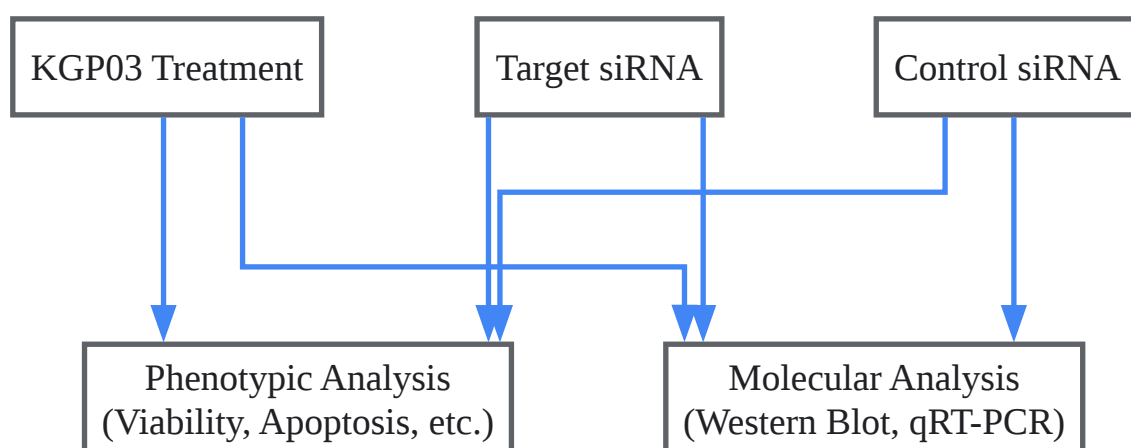 KGP03 Treatment
Target siRNA
Control siRNA
Phenotypic Analysis
(Viability, Apoptosis, etc.)
Molecular Analysis
(Western Blot, qRT-PCR)